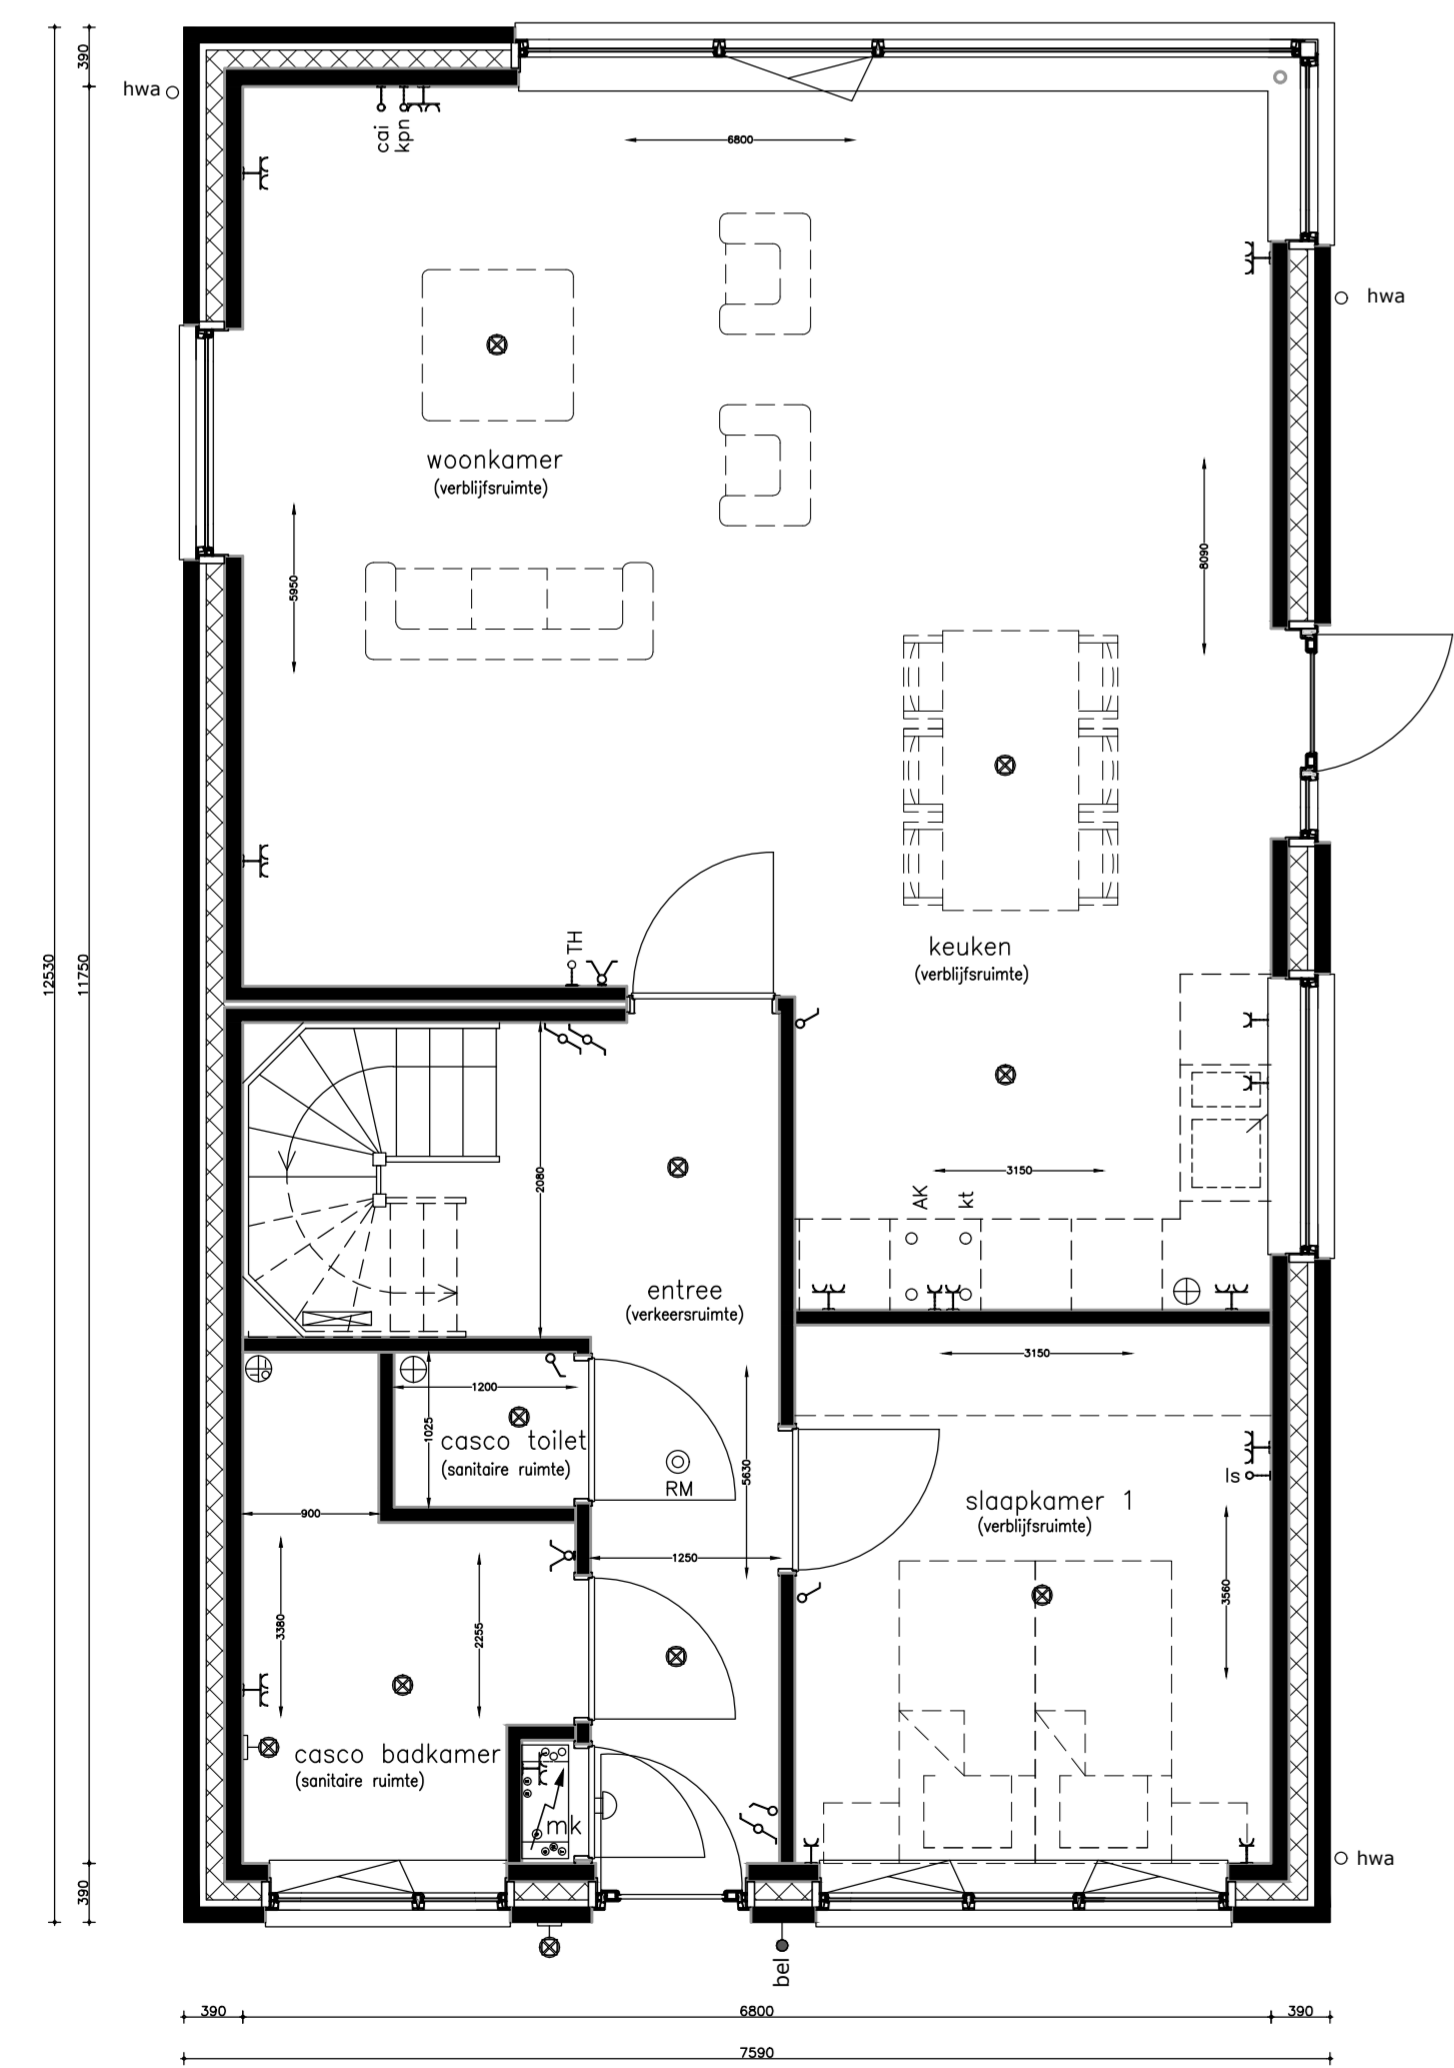 390
hwa
cai
kpn
6800
hwa
woonkamer
(verblijfsruimte)
5950
8090
TH
keuken
(verblijfsruimte)
12530
11750
2080
3150
AK
kt
entree
(verkeersruimte)
3150
1200
1025
casco toilet
(sanitaire ruimte)
RM
5630
ls
slaapkamer 1
(verblijfsruimte)
900
1250
3380
2255
3560
casco badkamer
(sanitaire ruimte)
mk
hwa
390
bel
390
6800
390
7590